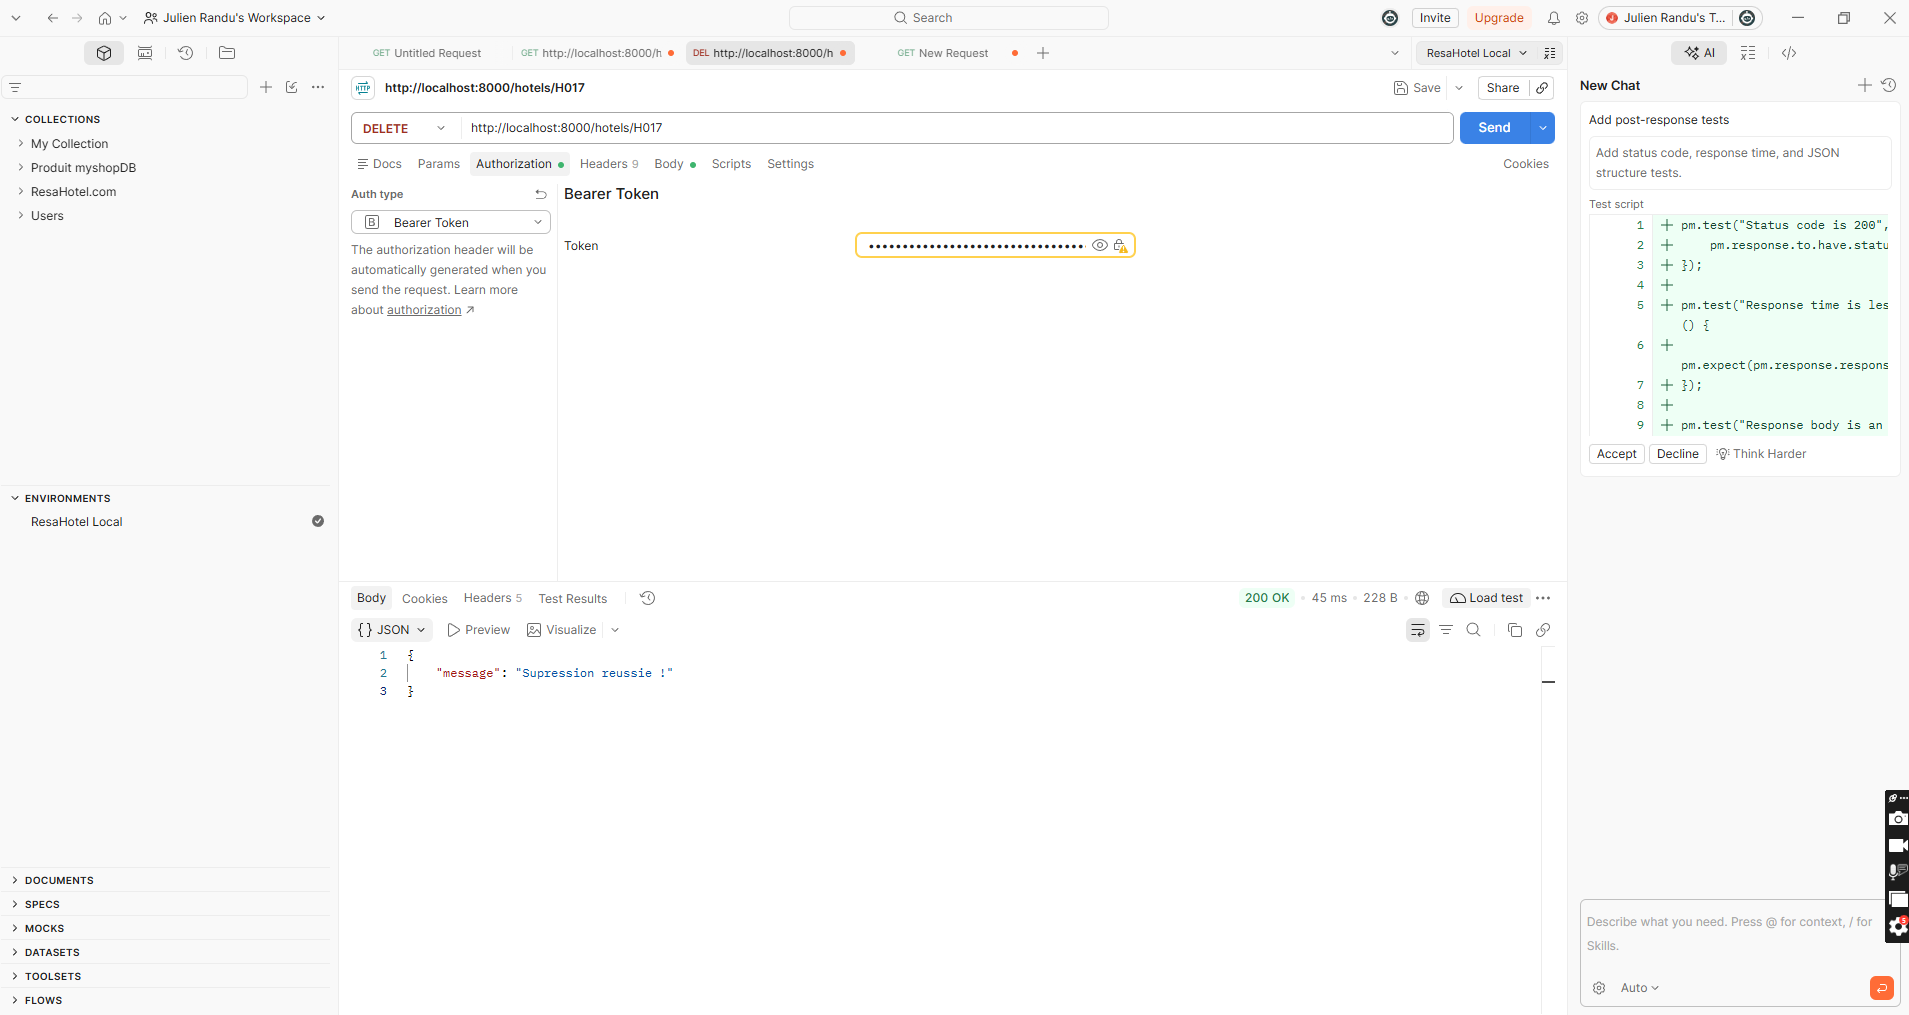 Julien Randu's Workspace
Search
Invite
Upgrade
Julien Randu's T...
COLLECTIONS
My Collection
Produit myshopDB
ResaHotel.com
Users
ENVIRONMENTS
ResaHotel Local
DOCUMENTS
SPECS
MOCKS
DATASETS
TOOLSETS
FLOWS
GET Untitled Request
GET http://localhost:8000/h
DEL http://localhost:8000/h
GET New Request
ResaHotel Local
HTTP http://localhost:8000/hotels/H017
Save
Share
DELETE http://localhost:8000/hotels/H017
Send
Docs Params Authorization Headers 9 Body Scripts Settings
Cookies
Auth type
B Bearer Token
The authorization header will be
automatically generated when you
send the request. Learn more
about authorization ↗
Bearer Token
Token ••••••••••••••••••••••••••••••••
Body Cookies Headers 5 Test Results
200 OK • 45 ms • 228 B
Load test
{} JSON Preview Visualize
1 {
2 "message": "Supression reussie !"
3 }
AI
New Chat
Add post-response tests
Add status code, response time, and JSON
structure tests.
Test script
1 + pm.test("Status code is 200",
2 + pm.response.to.have.statu
3 + });
4 +
5 + pm.test("Response time is les
() {
6 +
pm.expect(pm.response.respons
7 + });
8 +
9 + pm.test("Response body is an
Accept Decline Think Harder
Describe what you need. Press @ for context, / for
Skills.
Auto
5